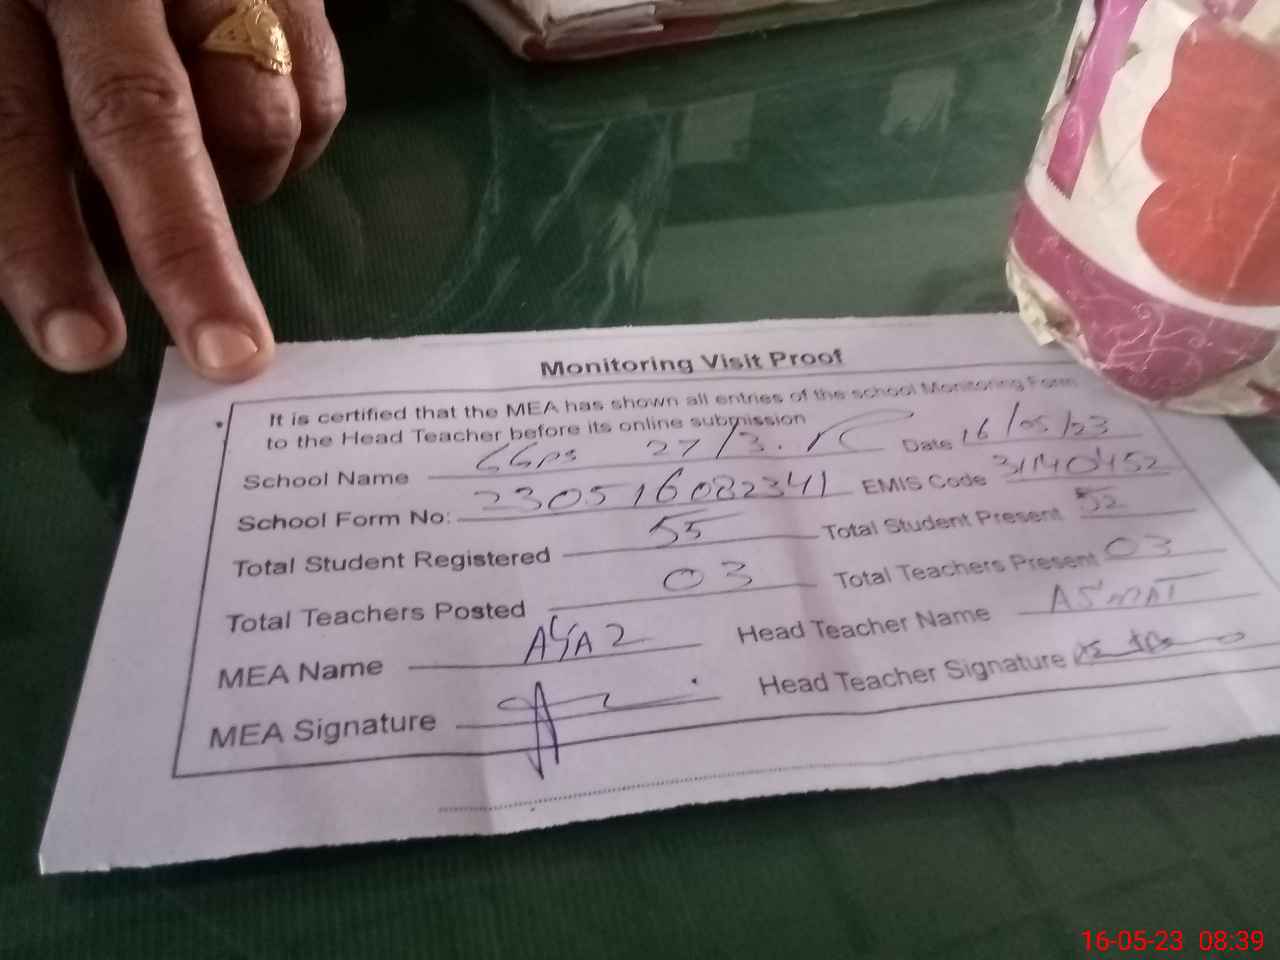 Monitoring Visit Proof
It is certified that the MEA has shown all entries of the school Monitoring Form
to the Head Teacher before its online submission
School Name GGPS 27/3.R Date 16/05/23
School Form No: 230516082341 EMIS Code 31140452
Total Student Registered 55 Total Student Present 52
Total Teachers Posted 03 Total Teachers Present 03
MEA Name AYAZ Head Teacher Name ASMAT
MEA Signature Head Teacher Signature
16-05-23 08:39